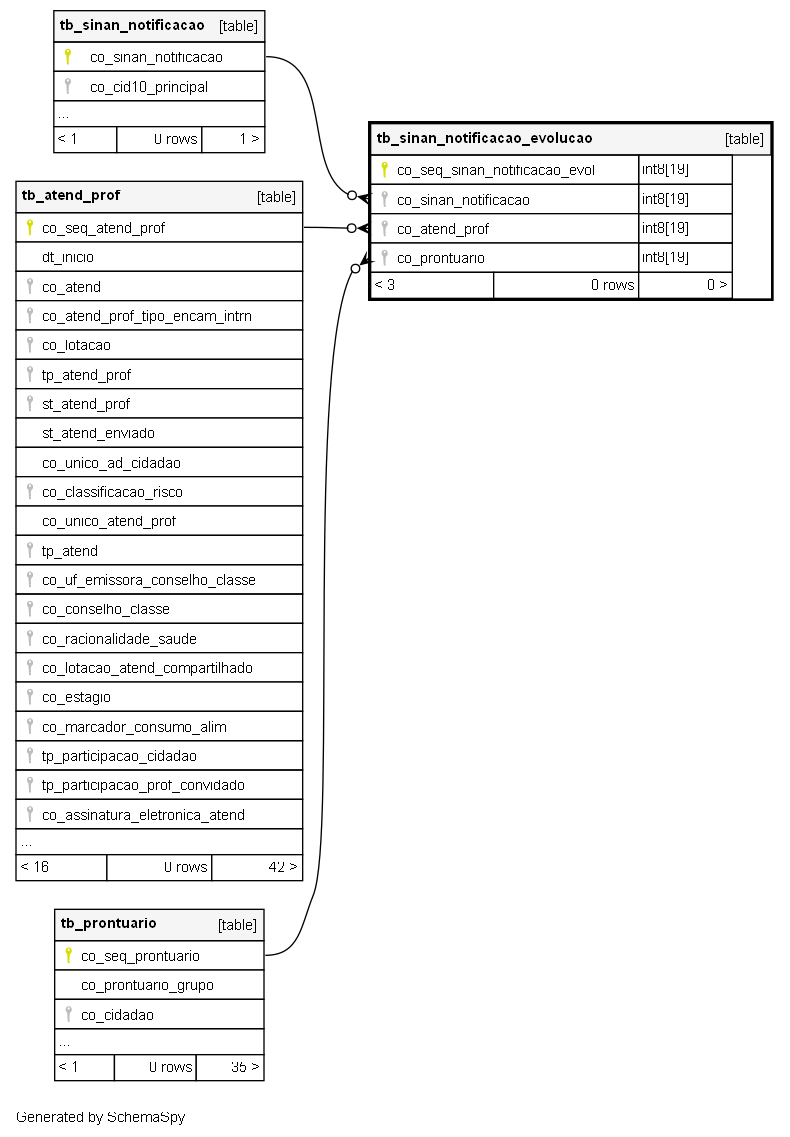 tb_sinan_notificacao [table]
co_sinan_notificacao
co_cid10_principal
...
< 1 0 rows 1 >
tb_sinan_notificacao_evolucao [table]
co_seq_sinan_notificacao_evol int8[19]
co_sinan_notificacao int8[19]
co_atend_prof int8[19]
co_prontuario int8[19]
< 3 0 rows 0 >
tb_atend_prof [table]
co_seq_atend_prof
dt_inicio
co_atend
co_atend_prof_tipo_encam_intrn
co_lotacao
tp_atend_prof
st_atend_prof
st_atend_enviado
co_unico_ad_cidadao
co_classificacao_risco
co_unico_atend_prof
tp_atend
co_uf_emissora_conselho_classe
co_conselho_classe
co_racionalidade_saude
co_lotacao_atend_compartilhado
co_estagio
co_marcador_consumo_alim
tp_participacao_cidadao
tp_participacao_prof_convidado
co_assinatura_eletronica_atend
...
< 16 0 rows 42 >
tb_prontuario [table]
co_seq_prontuario
co_prontuario_grupo
co_cidadao
...
< 1 0 rows 35 >
Generated by SchemaSpy